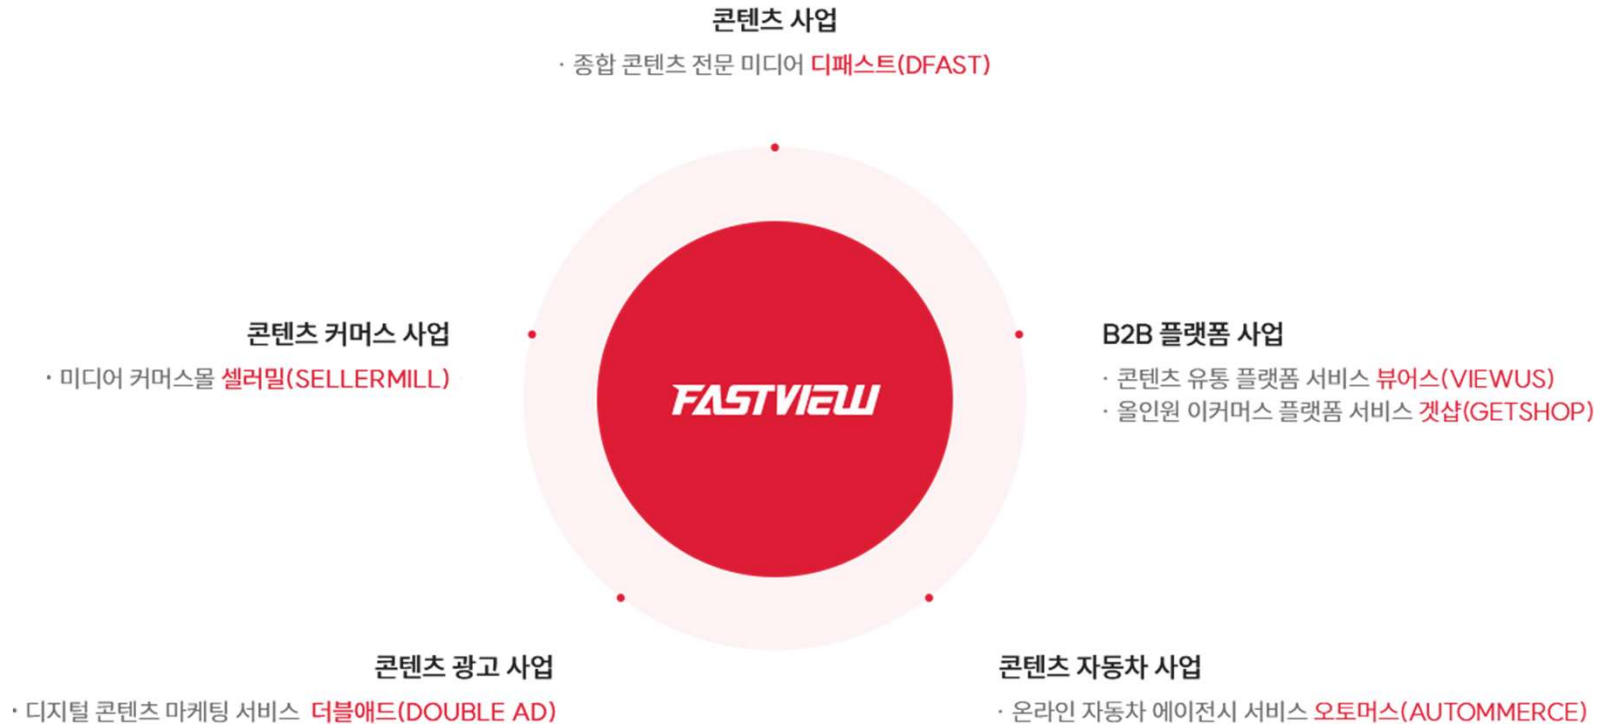 콘텐츠 사업
· 종합 콘텐츠 전문 미디어 디패스트(DFAST)
콘텐츠 커머스 사업
· 미디어 커머스몰 셀러밀(SELLERMILL)
FASTVIEW
B2B 플랫폼 사업
· 콘텐츠 유통 플랫폼 서비스 뷰어스(VIEWUS)
· 올인원 이커머스 플랫폼 서비스 겟샵(GETSHOP)
콘텐츠 광고 사업
· 디지털 콘텐츠 마케팅 서비스 더블애드(DOUBLE AD)
콘텐츠 자동차 사업
· 온라인 자동차 에이전시 서비스 오토머스(AUTOMMERCE)